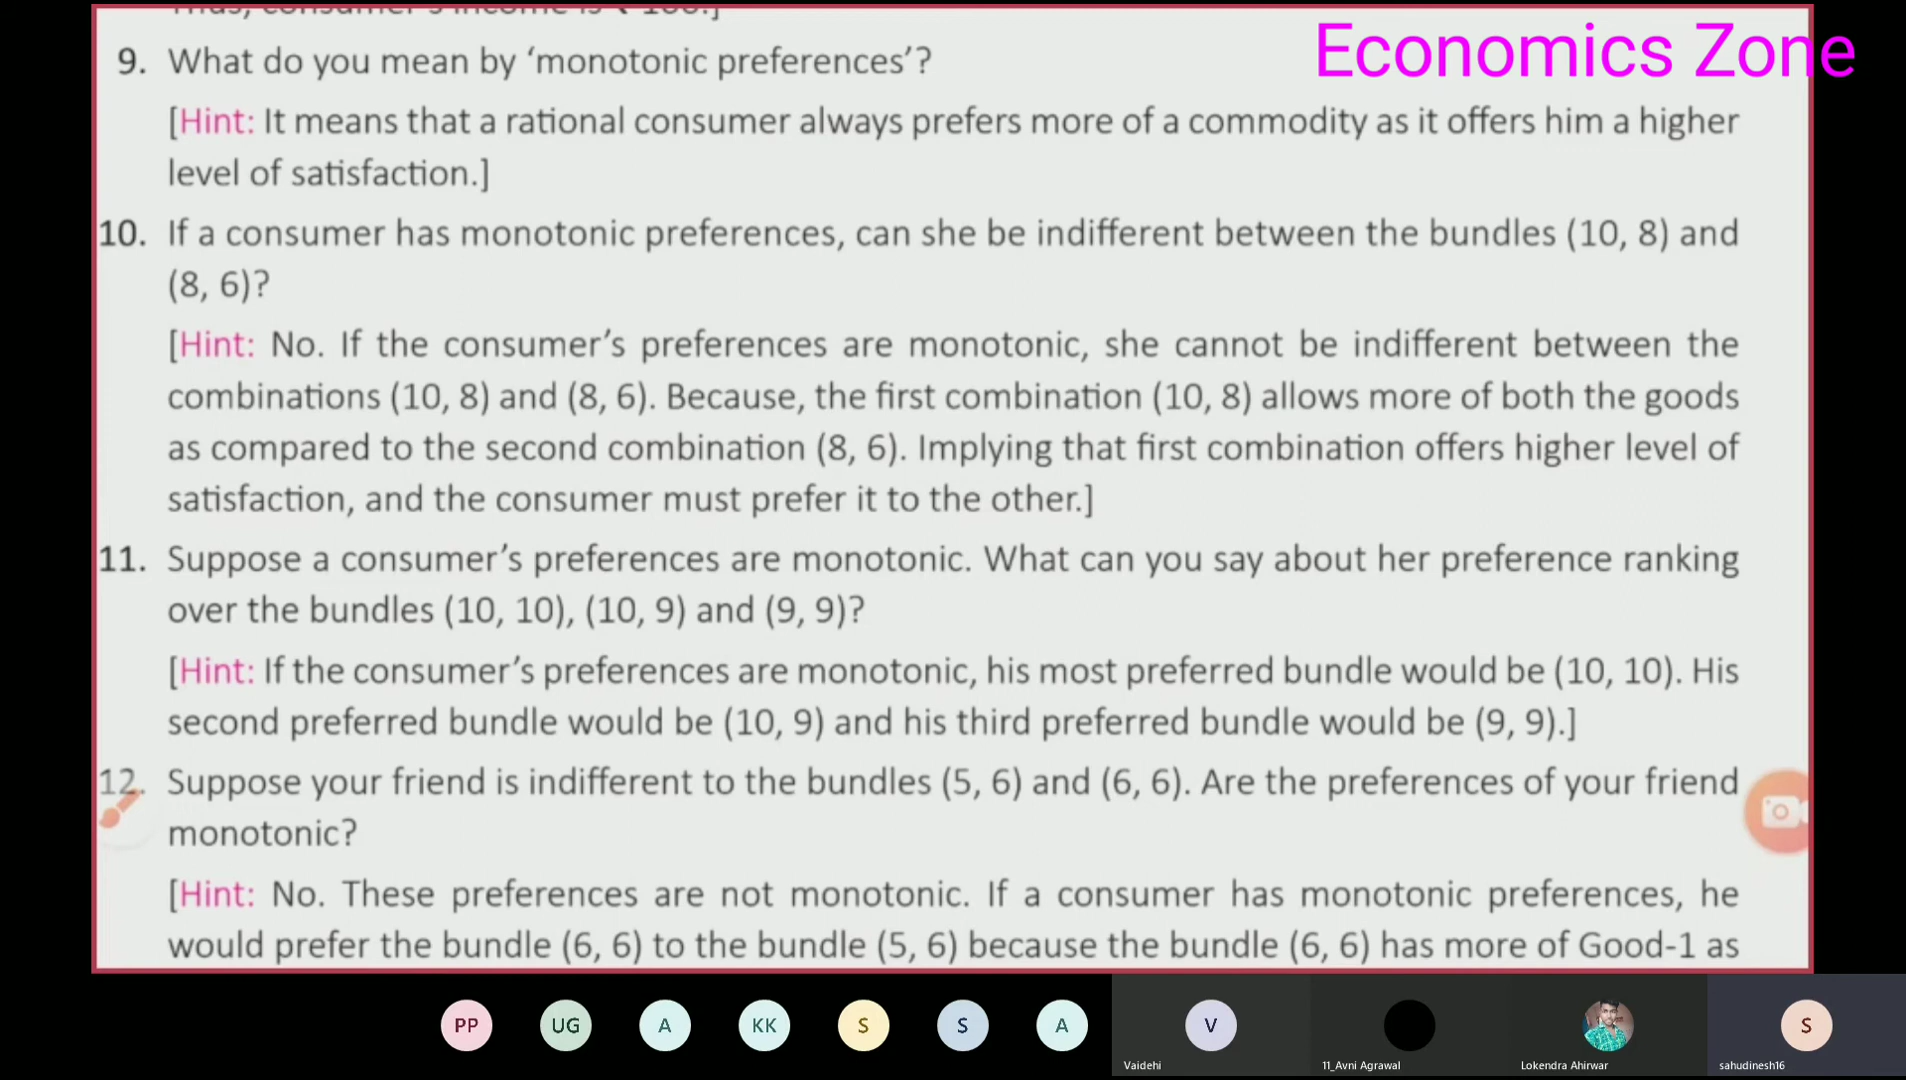 Thus, consumer's income is ₹ 100.]
Economics Zone
9. What do you mean by ‘monotonic preferences’?
[Hint: It means that a rational consumer always prefers more of a commodity as it offers him a higher
level of satisfaction.]
10. If a consumer has monotonic preferences, can she be indifferent between the bundles (10, 8) and
(8, 6)?
[Hint: No. If the consumer’s preferences are monotonic, she cannot be indifferent between the
combinations (10, 8) and (8, 6). Because, the first combination (10, 8) allows more of both the goods
as compared to the second combination (8, 6). Implying that first combination offers higher level of
satisfaction, and the consumer must prefer it to the other.]
11. Suppose a consumer’s preferences are monotonic. What can you say about her preference ranking
over the bundles (10, 10), (10, 9) and (9, 9)?
[Hint: If the consumer’s preferences are monotonic, his most preferred bundle would be (10, 10). His
second preferred bundle would be (10, 9) and his third preferred bundle would be (9, 9).]
12. Suppose your friend is indifferent to the bundles (5, 6) and (6, 6). Are the preferences of your friend
monotonic?
[Hint: No. These preferences are not monotonic. If a consumer has monotonic preferences, he
would prefer the bundle (6, 6) to the bundle (5, 6) because the bundle (6, 6) has more of Good-1 as
PP UG A KK S S A V S
Vaidehi 11_Avni Agrawal Lokendra Ahirwar sahudinesh16